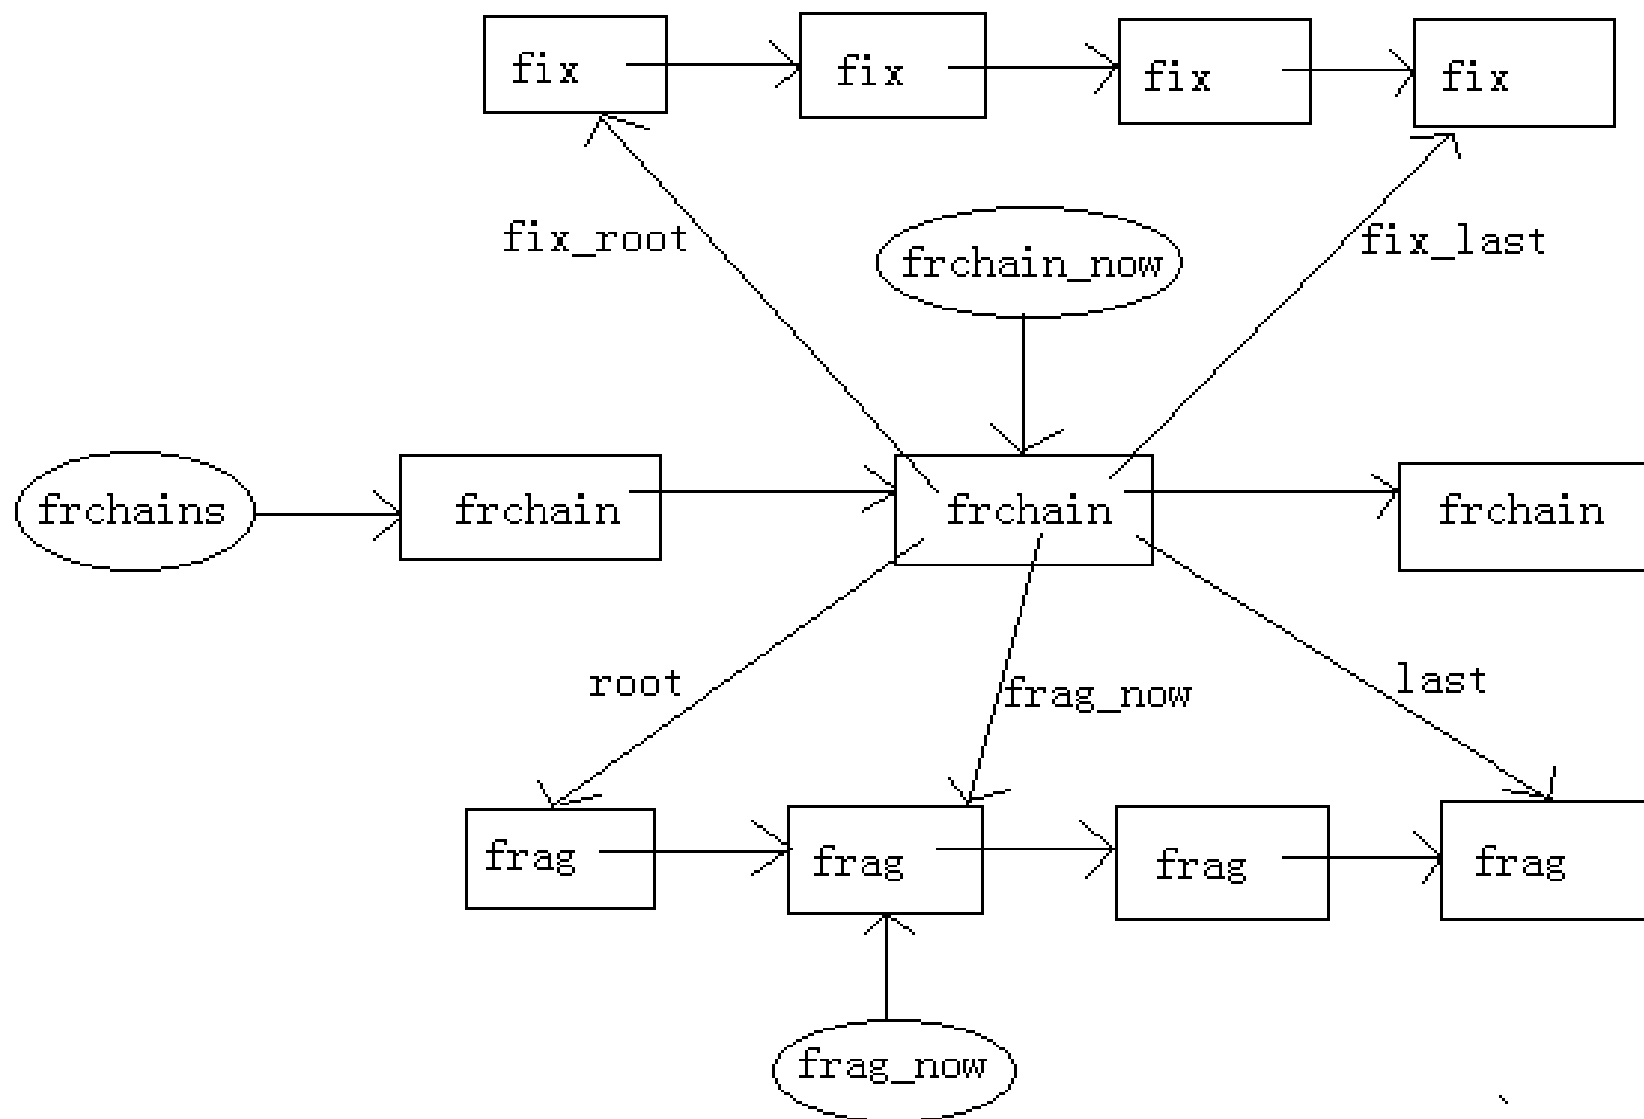 fix
fix
fix
fix
fix_root
frchain_now
fix_last
frchains
frchain
frchain
frchain
root
frag_now
last
frag
frag
frag
frag
frag_now